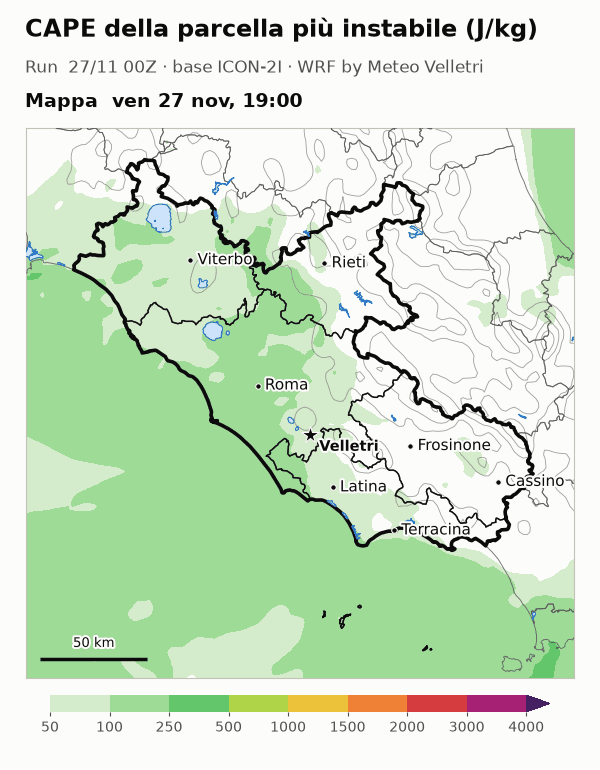 CAPE della parcella più instabile (J/kg)
Run  27/11 00Z · base ICON-2I · WRF by Meteo Velletri
Mappa  ven 27 nov, 19:00
Viterbo
Rieti
Roma
Velletri
Frosinone
Cassino
Latina
Terracina
50 km
50 100 250 500 1000 1500 2000 3000 4000